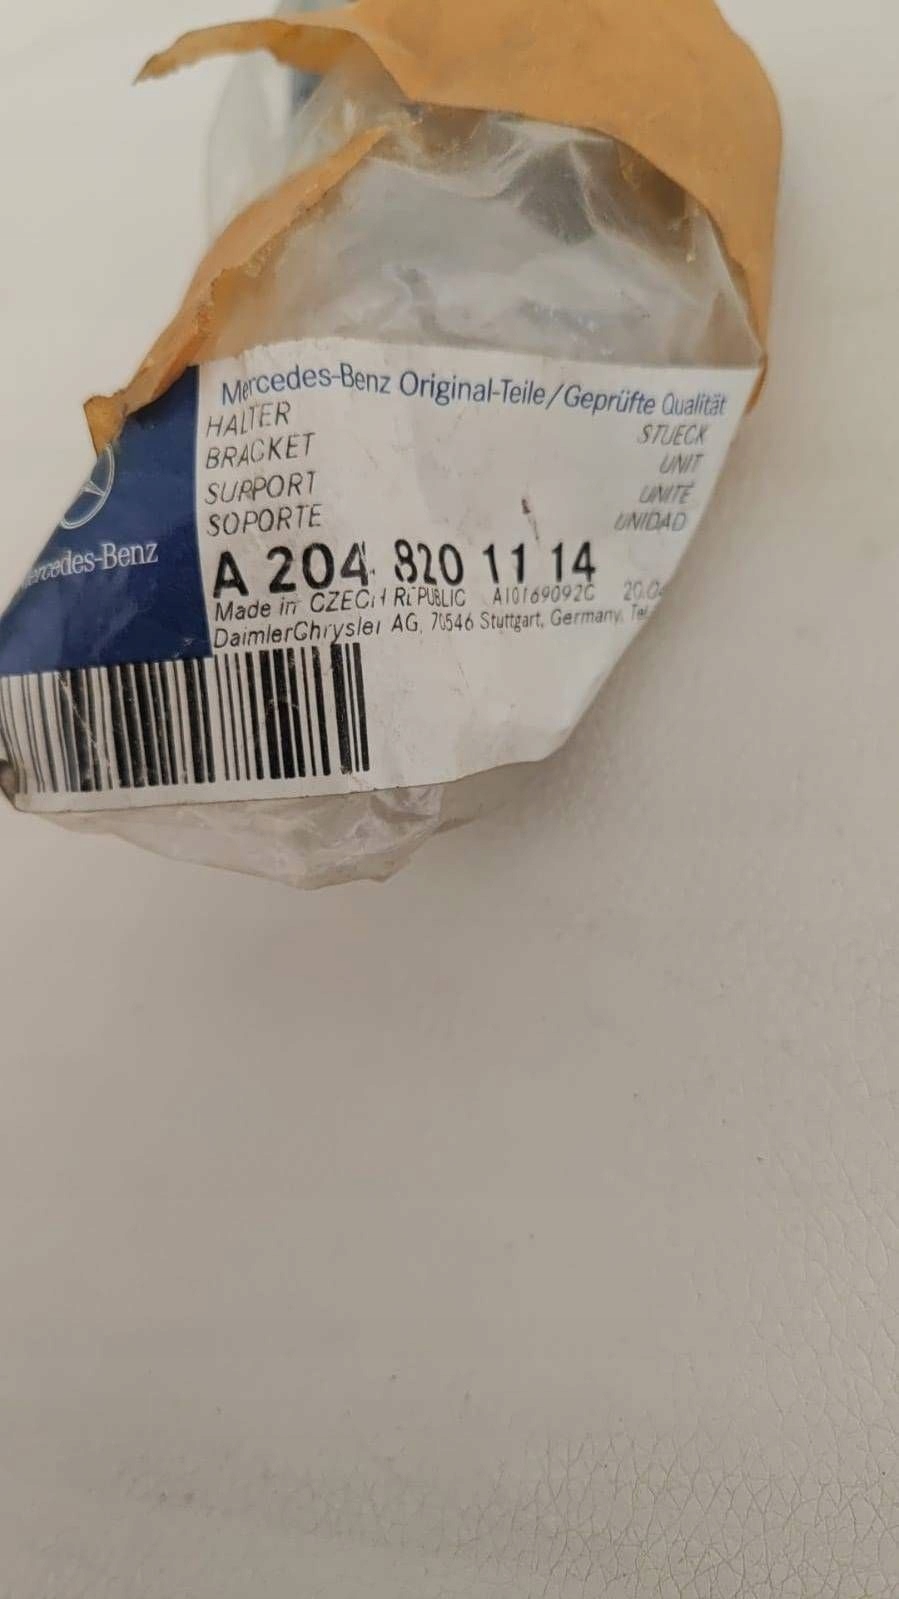 Mercedes-Benz Original-Teile/Geprüfte Qualität
HALTER STUECK
BRACKET UNIT
SUPPORT UNITÉ
SOPORTE UNIDAD
Mercedes-Benz
A 204 820 11 14
Made in CZECH REPUBLIC A10169092C
DaimlerChrysler AG, 70546 Stuttgart, Germany, Tel